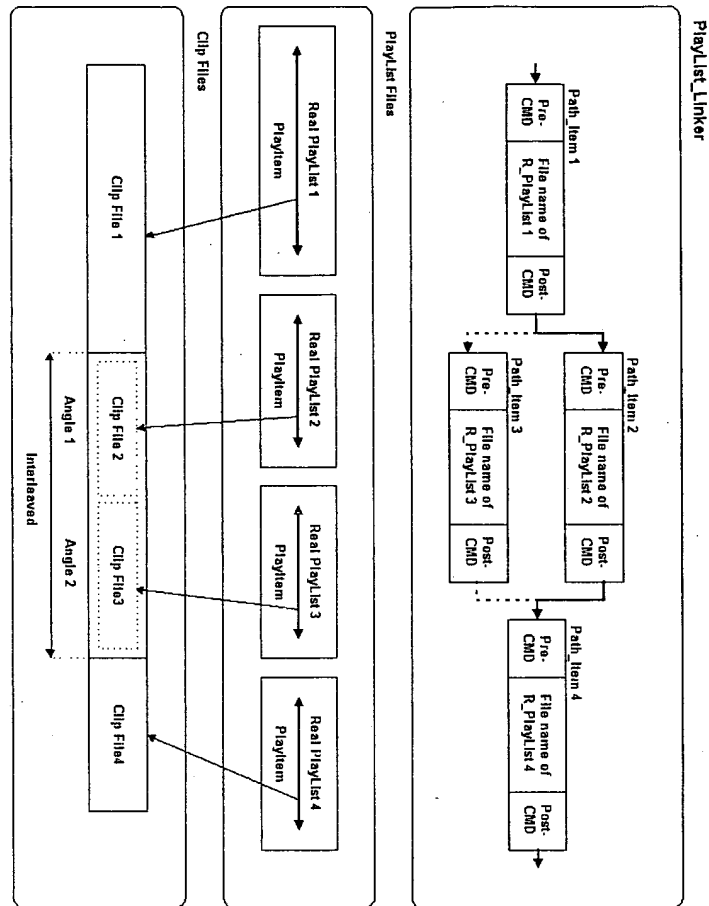 PlayList_Linker
Path_Item 1
Pre-
CMD
File name of
R_PlayList 1
Post-
CMD
Path_Item 2
Pre-
CMD
File name of
R_PlayList 2
Post-
CMD
Path_Item 3
Pre-
CMD
File name of
R_PlayList 3
Post-
CMD
Path_Item 4
Pre-
CMD
File name of
R_PlayList 4
Post-
CMD
PlayList Files
Real PlayList 1
PlayItem
Real PlayList 2
PlayItem
Real PlayList 3
PlayItem
Real PlayList 4
PlayItem
Clip Files
Clip File 1
Clip File 2
Clip File3
Clip File4
Angle 1
Angle 2
Interleaved